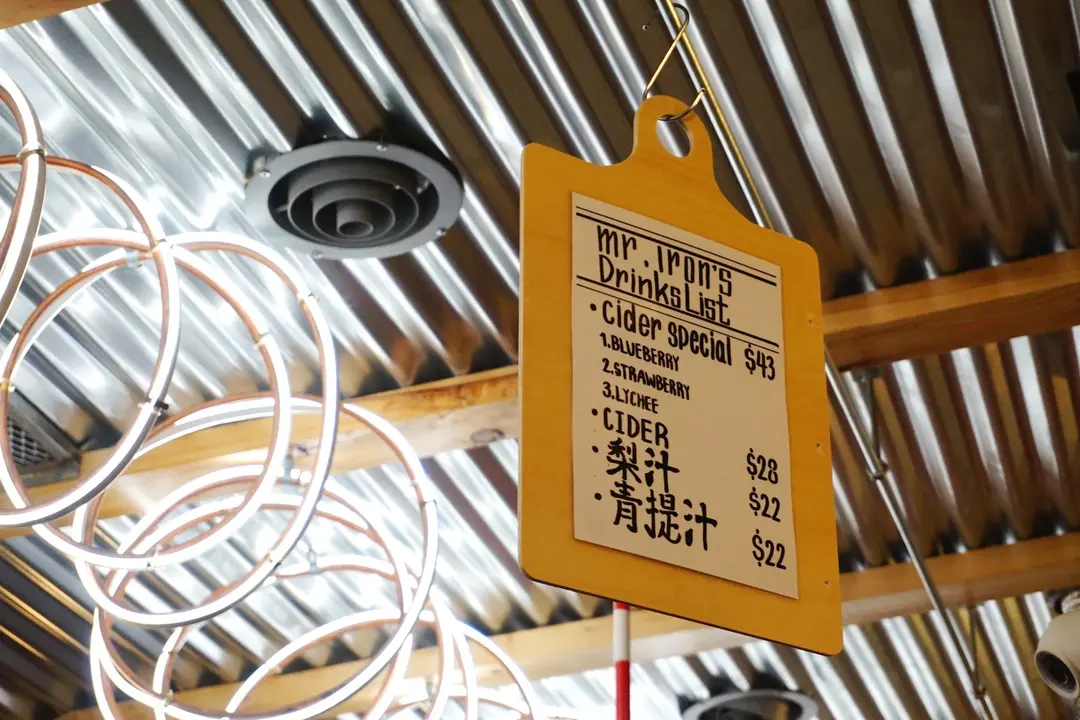 mr. Iron's
Drinks List
• Cider special $43
1. BLUEBERRY
2. STRAWBERRY
3. LYCHEE
• CIDER $28
• 梨汁 $22
• 青提汁 $22